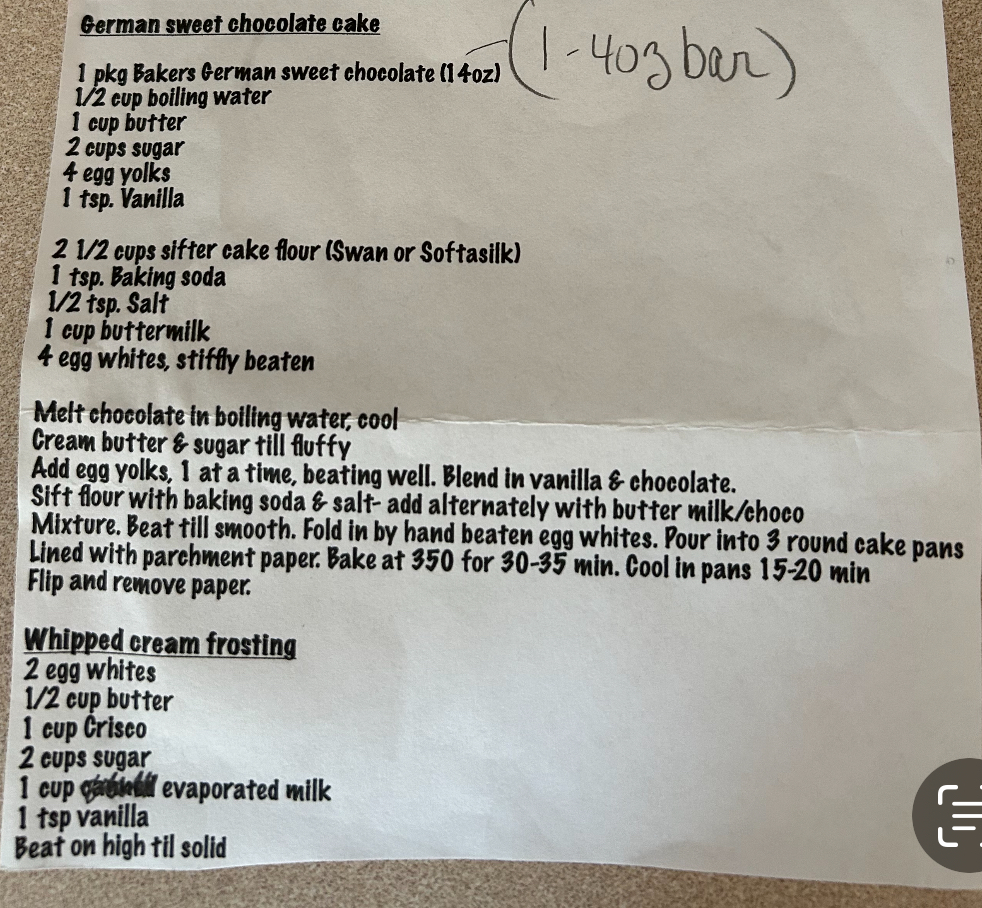 German sweet chocolate cake
(1-4oz bar)
1 pkg Bakers German sweet chocolate (14oz)
1/2 cup boiling water
1 cup butter
2 cups sugar
4 egg yolks
1 tsp. Vanilla
2 1/2 cups sifter cake flour (Swan or Softasilk)
1 tsp. Baking soda
1/2 tsp. Salt
1 cup buttermilk
4 egg whites, stiffly beaten
Melt chocolate in boiling water, cool
Cream butter & sugar till fluffy
Add egg yolks, 1 at a time, beating well. Blend in vanilla & chocolate.
Sift flour with baking soda & salt- add alternately with butter milk/choco
Mixture. Beat till smooth. Fold in by hand beaten egg whites. Pour into 3 round cake pans
Lined with parchment paper. Bake at 350 for 30-35 min. Cool in pans 15-20 min
Flip and remove paper.
Whipped cream frosting
2 egg whites
1/2 cup butter
1 cup Crisco
2 cups sugar
1 cup evaporated milk
1 tsp vanilla
Beat on high til solid